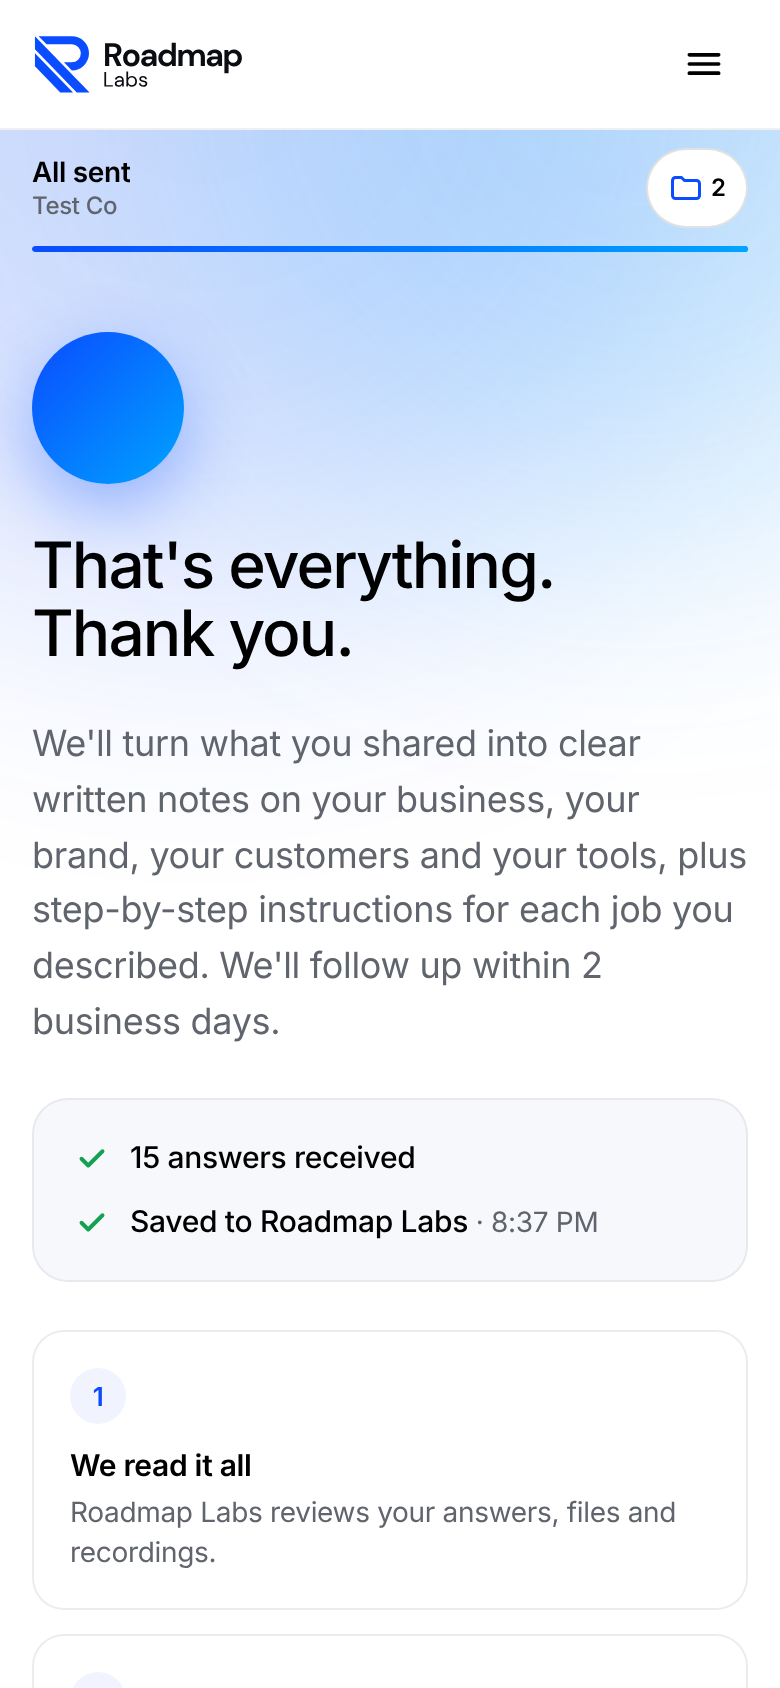 Roadmap
Labs
All sent
Test Co
2
That's everything.
Thank you.
We'll turn what you shared into clear
written notes on your business, your
brand, your customers and your tools, plus
step-by-step instructions for each job you
described. We'll follow up within 2
business days.
15 answers received
Saved to Roadmap Labs · 8:37 PM
1
We read it all
Roadmap Labs reviews your answers, files and
recordings.